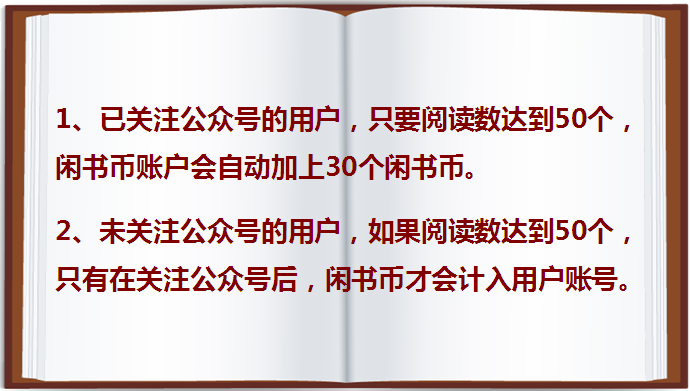 1、已关注公众号的用户，只要阅读数达到50个，
闲书币账户会自动加上30个闲书币。
2、未关注公众号的用户，如果阅读数达到50个，
只有在关注公众号后，闲书币才会计入用户账号。